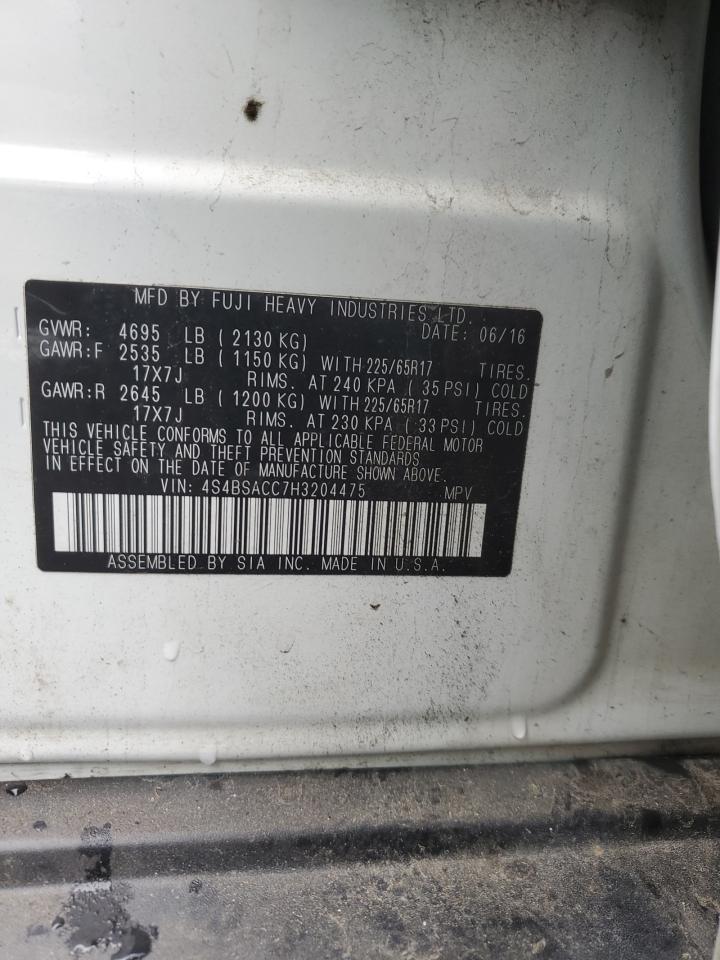 MFD BY FUJI HEAVY INDUSTRIES LTD.
GVWR: 4695 LB ( 2130 KG) DATE: 06/16
GAWR:F 2535 LB ( 1150 KG) WITH 225/65R17 TIRES.
17X7J RIMS. AT 240 KPA ( 35 PSI) COLD
GAWR:R 2645 LB ( 1200 KG) WITH 225/65R17 TIRES.
17X7J RIMS. AT 230 KPA ( 33 PSI) COLD
THIS VEHICLE CONFORMS TO ALL APPLICABLE FEDERAL MOTOR
VEHICLE SAFETY AND THEFT PREVENTION STANDARDS
IN EFFECT ON THE DATE OF MANUFACTURE SHOWN ABOVE.
VIN: 4S4BSACC7H3204475 MPV
ASSEMBLED BY SIA INC. MADE IN U.S.A.